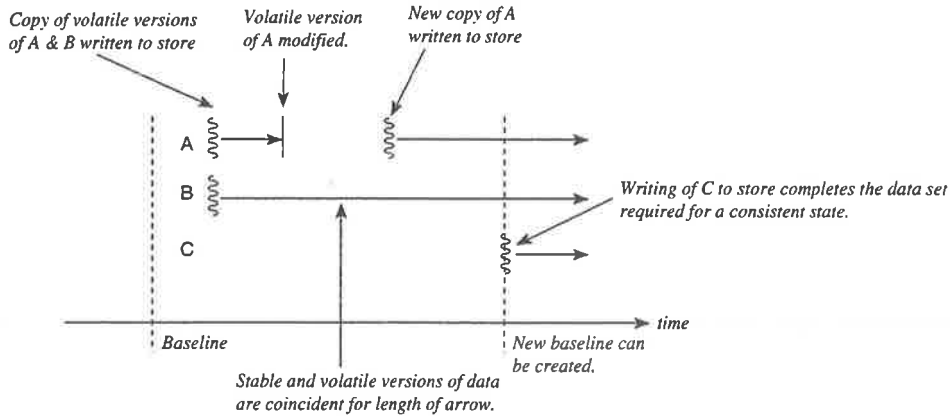 Copy of volatile versions
of A & B written to store
Volatile version
of A modified.
New copy of A
written to store
A
B
C
Writing of C to store completes the data set
required for a consistent state.
time
Baseline
New baseline can
be created.
Stable and volatile versions of data
are coincident for length of arrow.